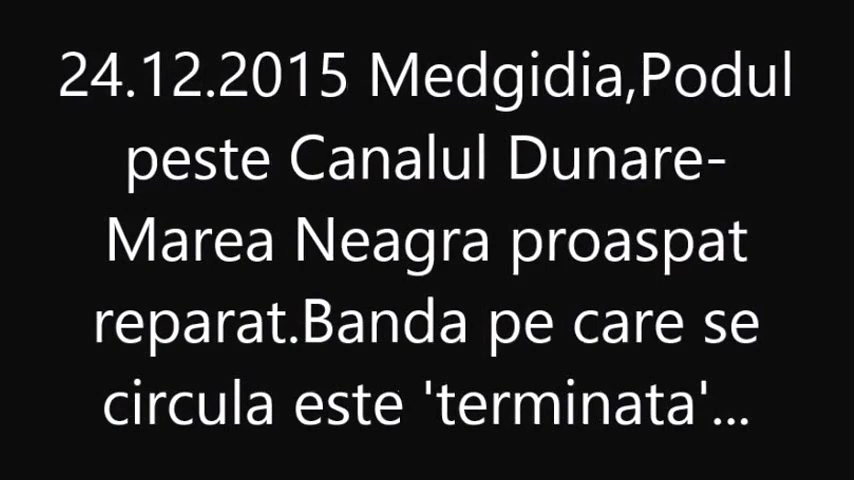 24.12.2015 Medgidia,Podul
peste Canalul Dunare-
Marea Neagra proaspat
reparat.Banda pe care se
circula este 'terminata'...